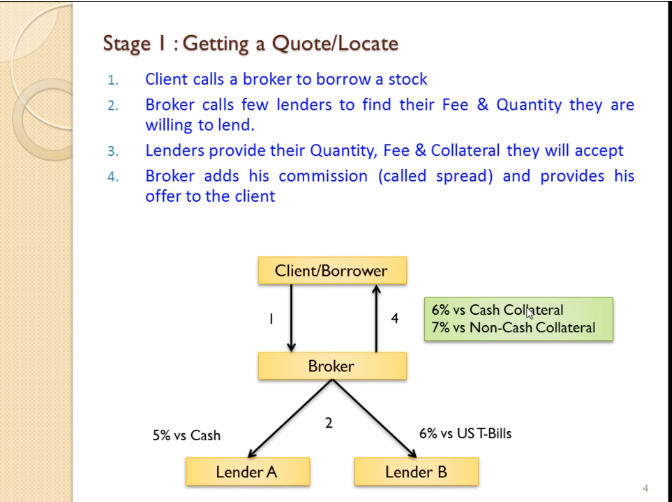 Stage 1 : Getting a Quote/Locate
1. Client calls a broker to borrow a stock
2. Broker calls few lenders to find their Fee & Quantity they are
willing to lend.
3. Lenders provide their Quantity, Fee & Collateral they will accept
4. Broker adds his commission (called spread) and provides his
offer to the client
Client/Borrower
1
4
6% vs Cash Collateral
7% vs Non-Cash Collateral
Broker
2
5% vs Cash
6% vs US T-Bills
Lender A
Lender B
4